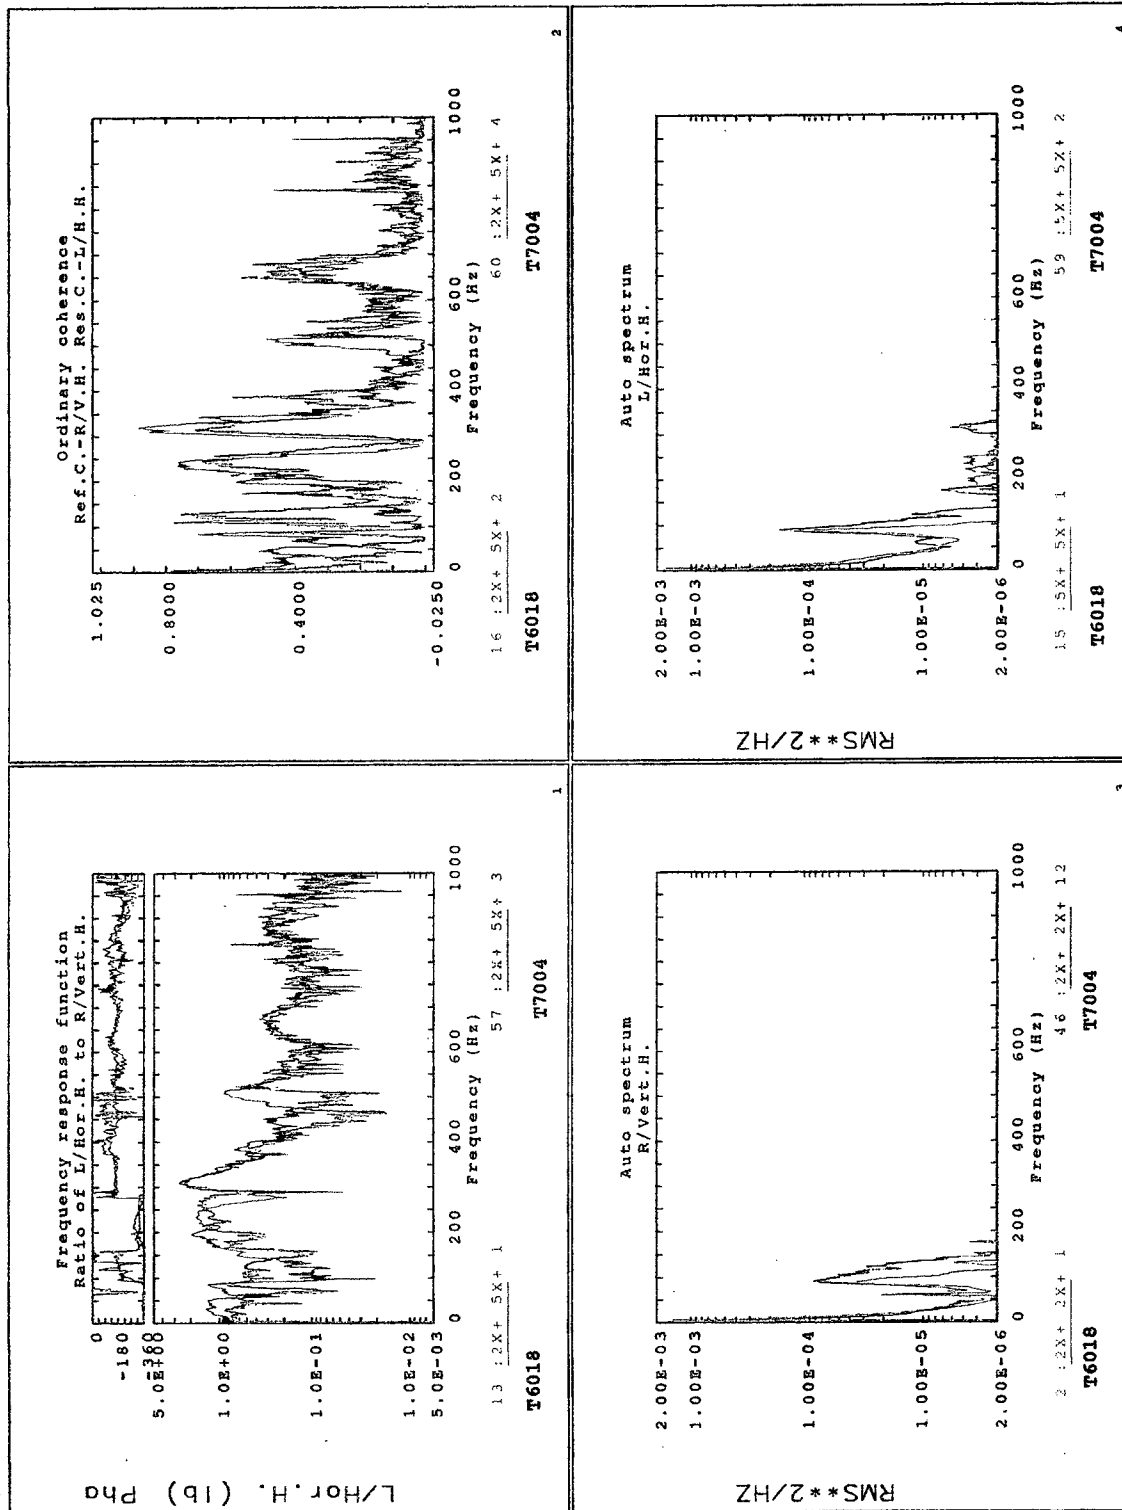 Frequency response function
Ratio of L/Hor.H. to R/Vert.H.
L/Hor.H. (lb) Pha
0
-180
-360
5.0E+00
1.0E+00
1.0E-01
1.0E-02
5.0E-03
0 200 400 600 1000
Frequency (Hz)
13 :2X+ 5X+ 1 57 :2X+ 5X+ 3
T6018 T7004
1
Ordinary coherence
Ref.C.-R/V.H. Res.C.-L/H.H.
1.025
0.8000
0.4000
-0.0250
0 200 400 600 1000
Frequency (Hz)
16 :2X+ 5X+ 2 60 :2X+ 5X+ 4
T6018 T7004
2
Auto spectrum
R/Vert.H.
RMS**2/HZ
2.00E-03
1.00E-03
1.00E-04
1.00E-05
2.00E-06
0 200 400 600 1000
Frequency (Hz)
2 :2X+ 2X+ 1 46 :2X+ 2X+ 12
T6018 T7004
3
Auto spectrum
L/Hor.H.
RMS**2/HZ
2.00E-03
1.00E-03
1.00E-04
1.00E-05
2.00E-06
0 200 400 600 1000
Frequency (Hz)
15 :5X+ 5X+ 1 59 :5X+ 5X+ 2
T6018 T7004
4